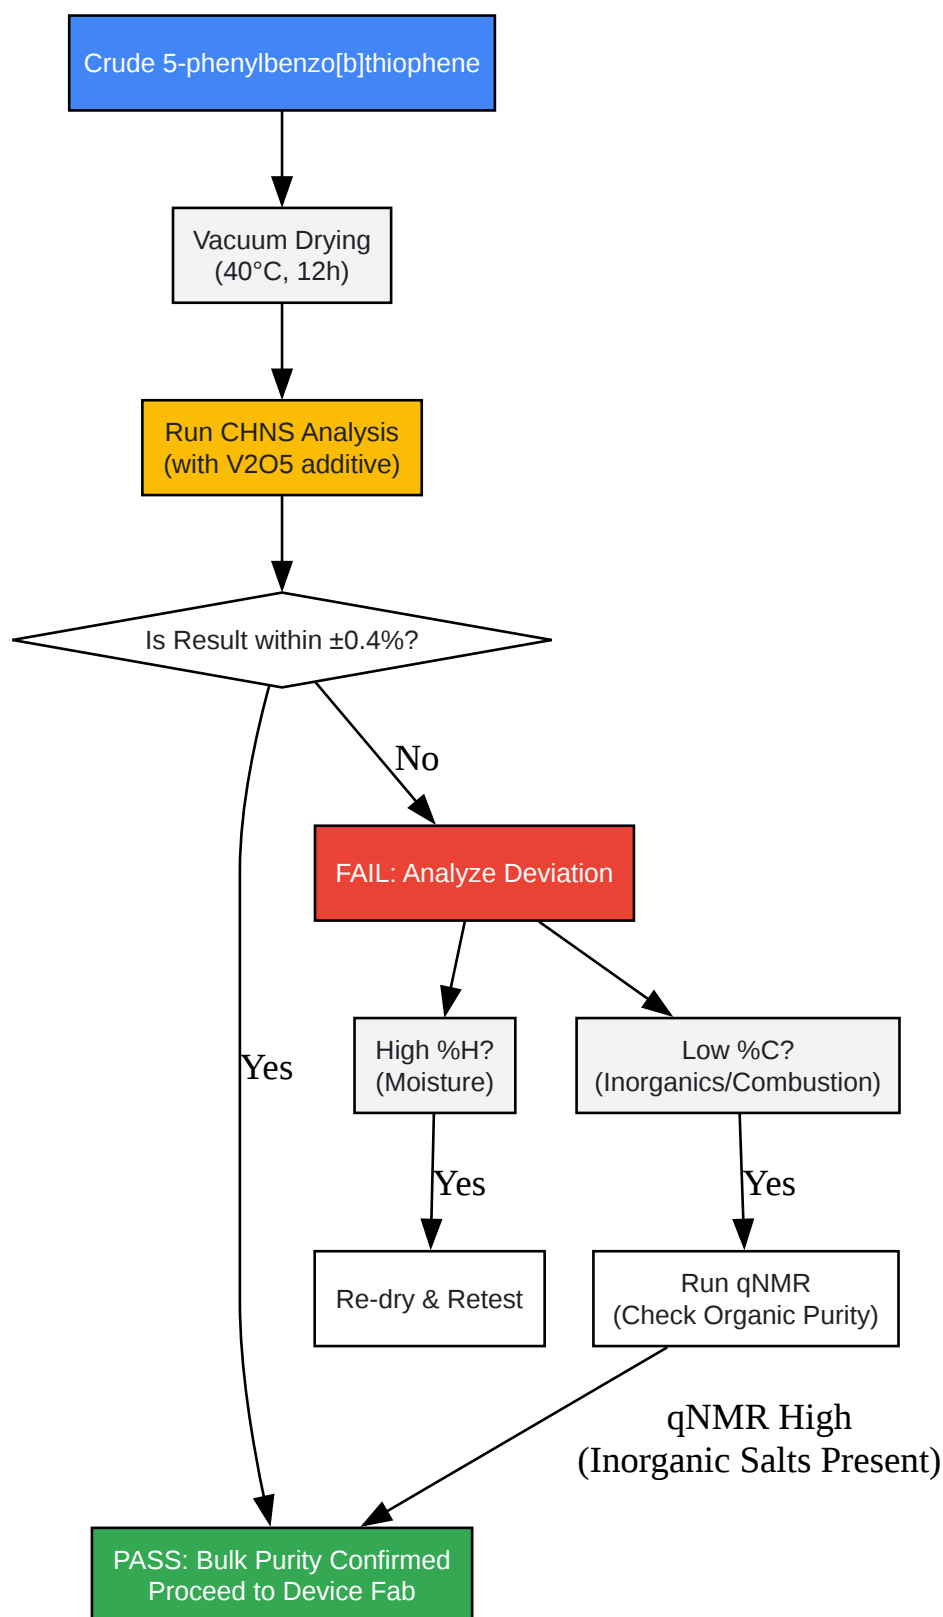 Crude 5-phenylbenzo[b]thiophene
Vacuum Drying
(40°C, 12h)
Run CHNS Analysis
(with V2O5 additive)
Is Result within ±0.4%?
No
FAIL: Analyze Deviation
High %H?
(Moisture)
Low %C?
(Inorganics/Combustion)
Yes
Yes
Yes
Re-dry & Retest
Run qNMR
(Check Organic Purity)
qNMR High
(Inorganic Salts Present)
PASS: Bulk Purity Confirmed
Proceed to Device Fab